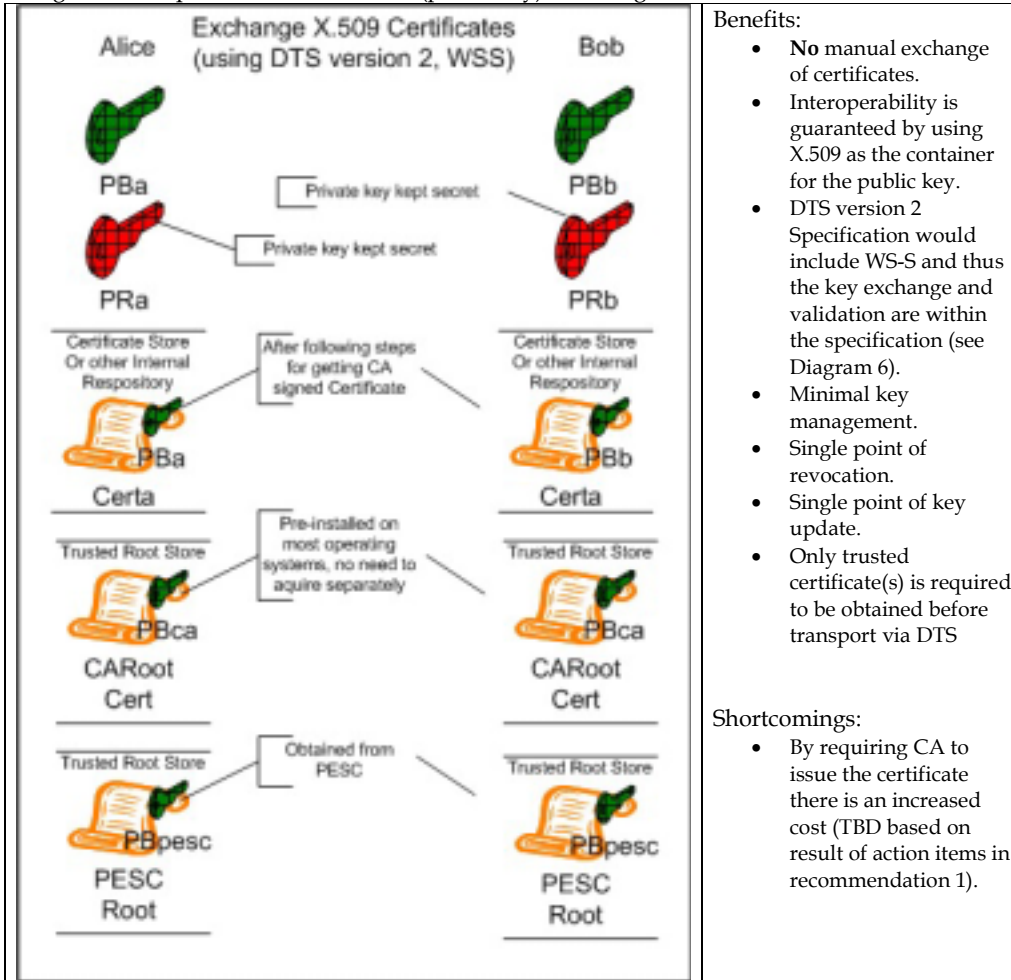 Exchange X.509 Certificates
(using DTS version 2, WSS)
Alice
Bob
PBa
PBb
Private key kept secret
Private key kept secret
PRa
PRb
Certificate Store
Or other Internal
Respository
After following steps
for getting CA
signed Certificate
Certificate Store
Or other Internal
Respository
PBa
PBb
Certa
Certa
Trusted Root Store
Pre-installed on
most operating
systems, no need to
aquire separately
Trusted Root Store
PBca
PBca
CARoot
Cert
CARoot
Cert
Trusted Root Store
Obtained from
PESC
Trusted Root Store
PBpesc
PBpesc
PESC
Root
PESC
Root
Benefits:
• No manual exchange
of certificates.
• Interoperability is
guaranteed by using
X.509 as the container
for the public key.
• DTS version 2
Specification would
include WS-S and thus
the key exchange and
validation are within
the specification (see
Diagram 6).
• Minimal key
management.
• Single point of
revocation.
• Single point of key
update.
• Only trusted
certificate(s) is required
to be obtained before
transport via DTS
Shortcomings:
• By requiring CA to
issue the certificate
there is an increased
cost (TBD based on
result of action items in
recommendation 1).